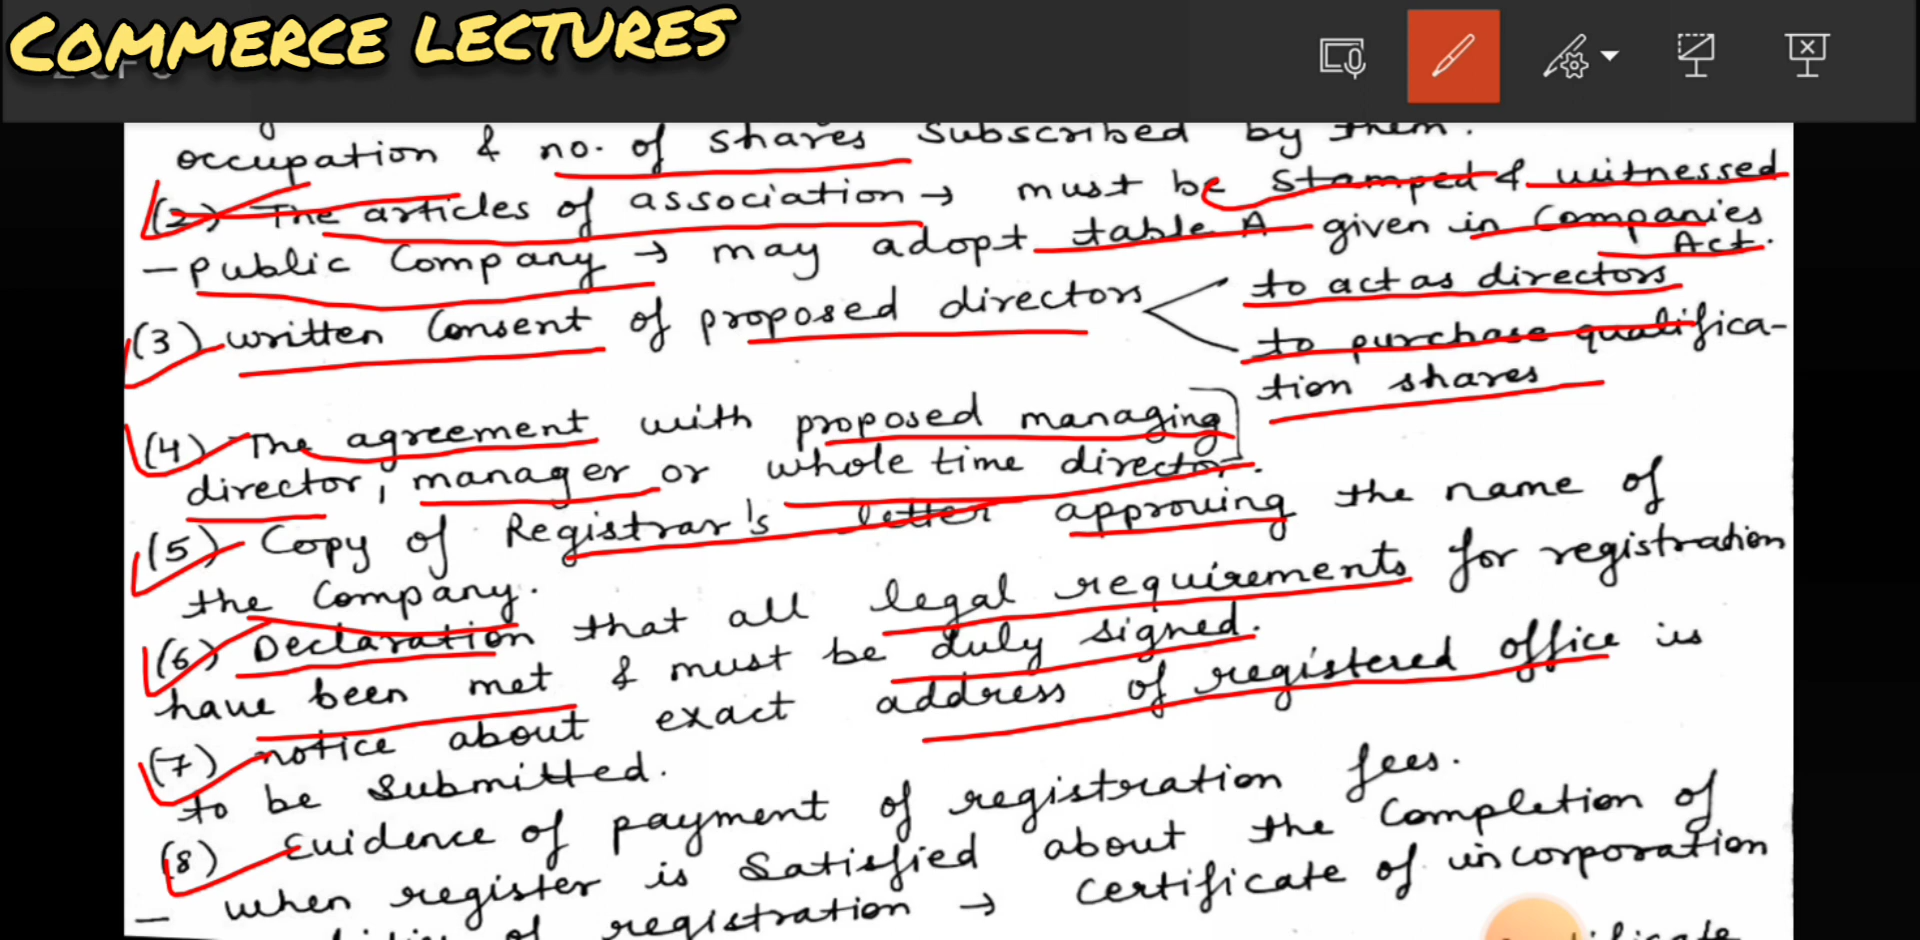 COMMERCE LECTURES
occupation & no. of shares subscribed by them.
(2) The articles of association → must be stamped & witnessed
- public Company → may adopt table A given in Companies Act.
(3) written Consent of proposed directors
to act as directors
to purchase qualifica-
tion shares
(4) The agreement with proposed managing
director, manager or whole time director.
(5) Copy of Registrar's letter approving the name of
the Company.
(6) Declaration that all legal requirements for registration
have been met & must be duly signed.
(7) notice about exact address of registered office is
to be submitted.
(8) Evidence of payment of registration fees.
- when register is satisfied about the completion of
of registration → certificate of incorporation